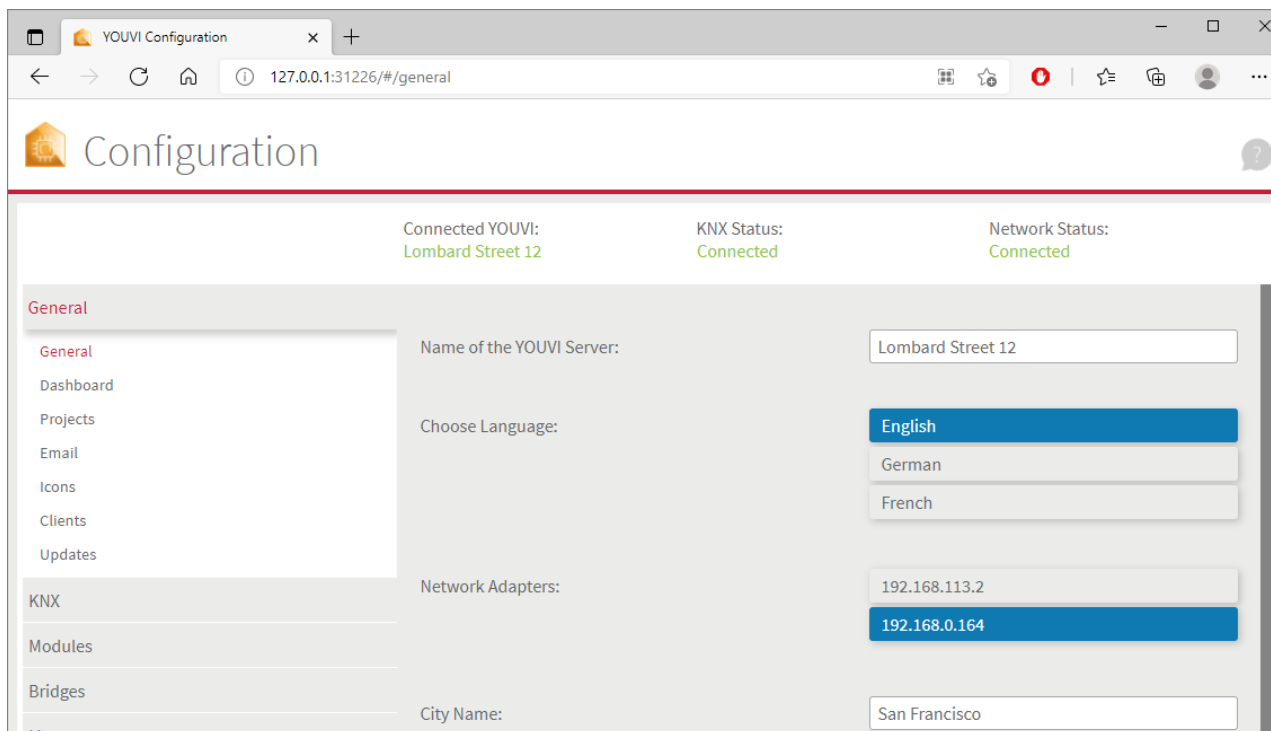 YOUVI Configuration
127.0.0.1:31226/#/general
Configuration
Connected YOUVI:
Lombard Street 12
KNX Status:
Connected
Network Status:
Connected
General
General
Dashboard
Projects
Email
Icons
Clients
Updates
KNX
Modules
Bridges
Name of the YOUVI Server:
Lombard Street 12
Choose Language:
English
German
French
Network Adapters:
192.168.113.2
192.168.0.164
City Name:
San Francisco